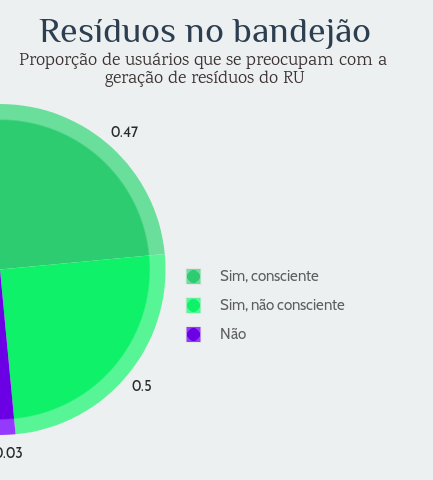 Resíduos no bandejão
Proporção de usuários que se preocupam com a
geração de resíduos do RU
0.47
Sim, consciente
Sim, não consciente
Não
0.5
0.03